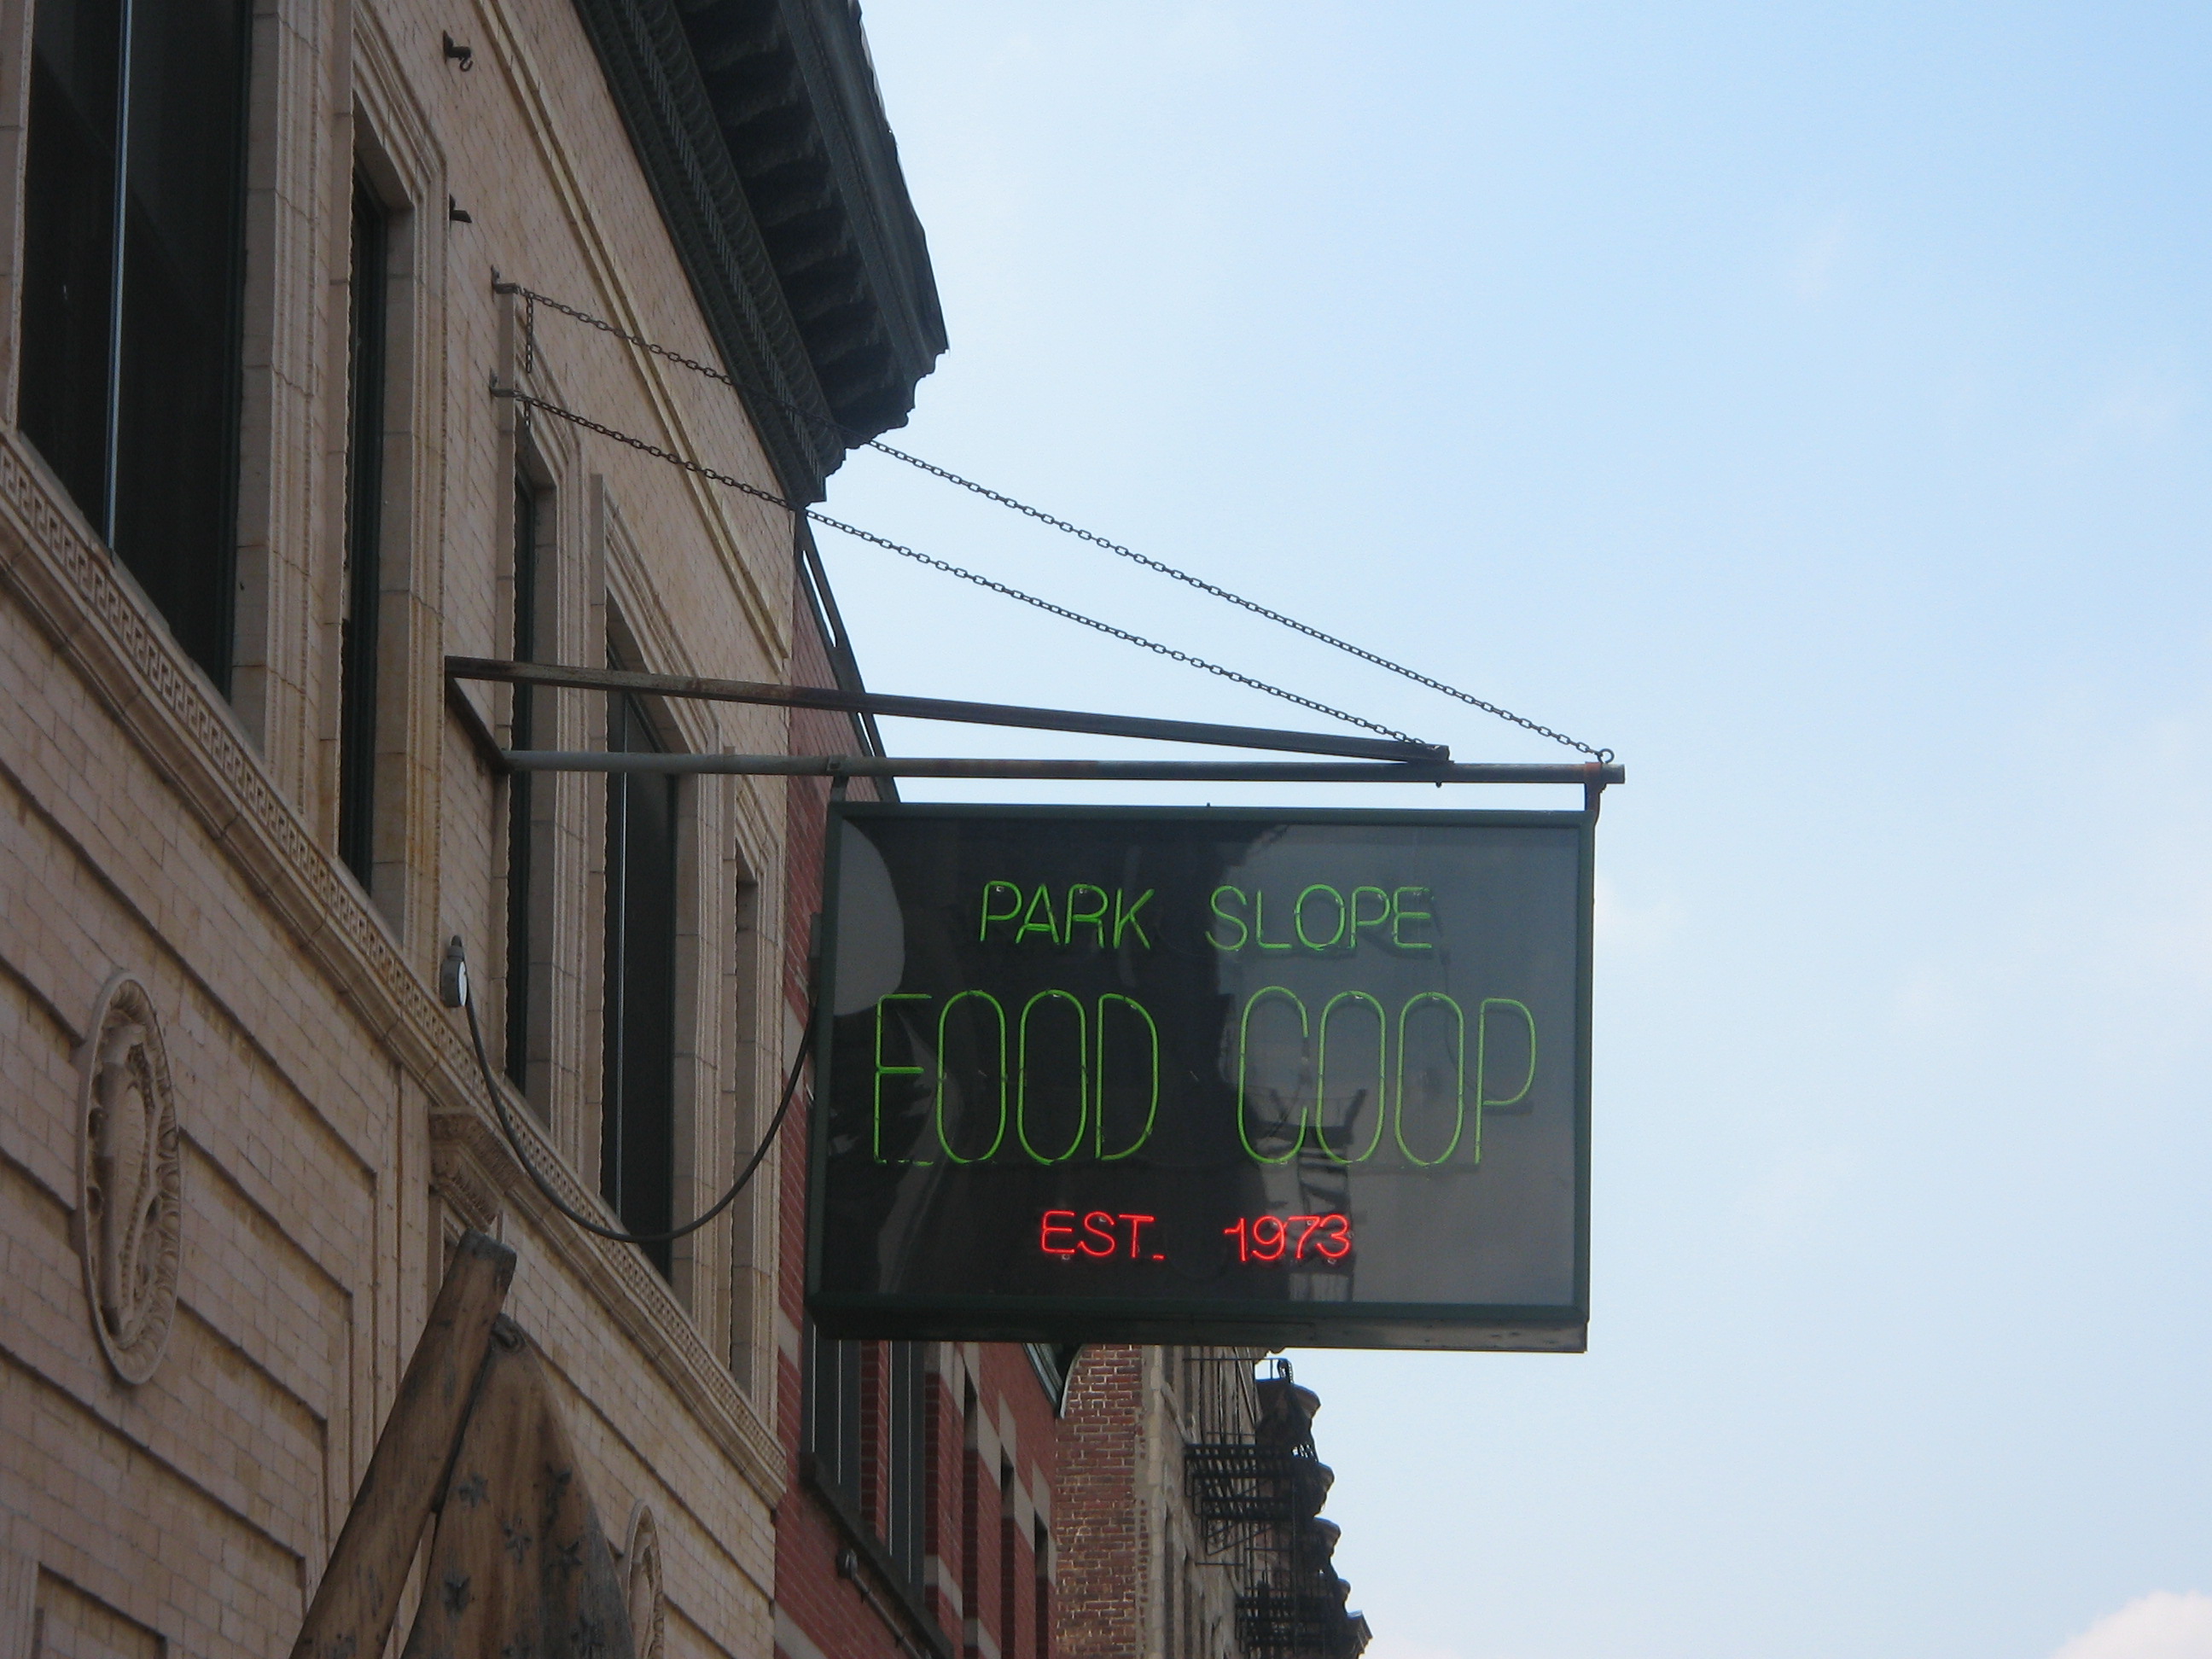 PARK SLOPE
FOOD COOP
EST. 1973